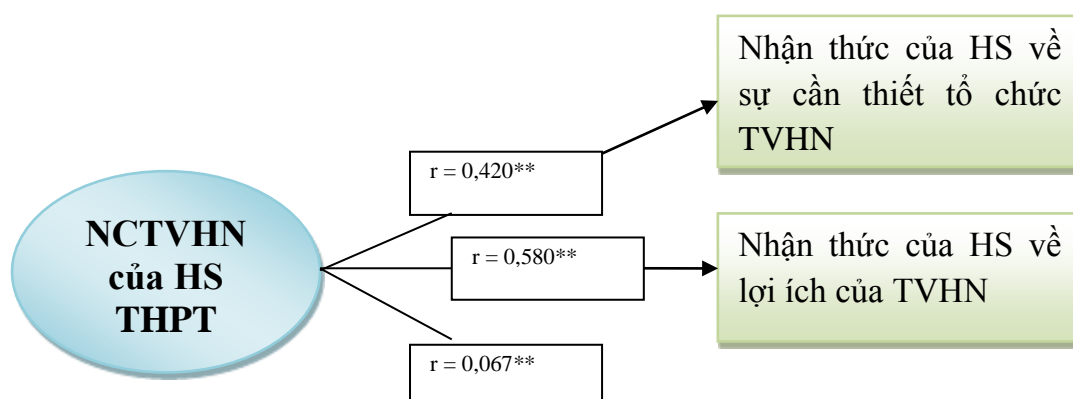 NCTVHN
của HS
THPT
r = 0,420**
Nhận thức của HS về
sự cần thiết tổ chức
TVHN
r = 0,580**
Nhận thức của HS về
lợi ích của TVHN
r = 0,067**